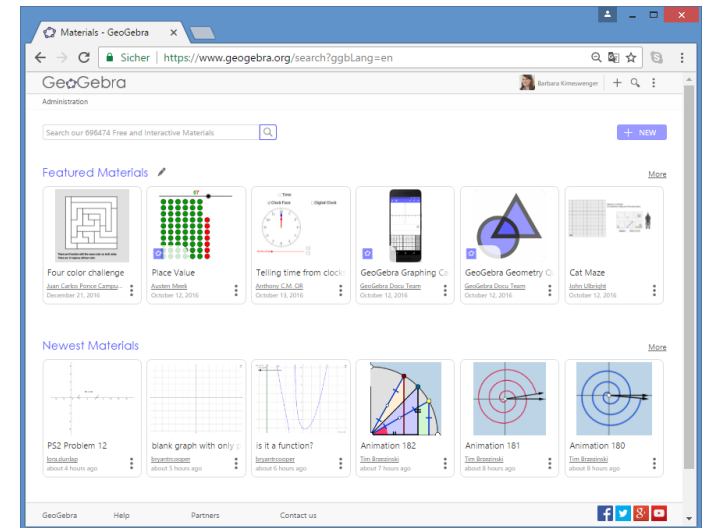 Materials - GeoGebra
Sicher | https://www.geogebra.org/search?ggbLang=en
GeoGebra
Barbara Kimeswenger
Administration
Search our 696474 Free and Interactive Materials
+ NEW
Featured Materials
More
67
Time
Clock Face
Digital Clock
Four color challenge
Place Value
Telling time from clock
GeoGebra Graphing Ca
GeoGebra Geometry
Cat Maze
Juan Carlos Ponce Campu...
Austen Meek
Anthony C.M. OR
GeoGebra Docu Team
GeoGebra Docu Team
John Ulbright
December 21, 2016
October 12, 2016
October 13, 2016
October 12, 2016
October 12, 2016
October 12, 2016
Newest Materials
More
PS2 Problem 12
blank graph with only
is it a function?
Animation 182
Animation 181
Animation 180
lora.dunlap
bryantrcooper
bryantrcooper
Tim Brzezinski
Tim Brzezinski
Tim Brzezinski
about 4 hours ago
about 5 hours ago
about 6 hours ago
about 7 hours ago
about 8 hours ago
about 8 hours ago
GeoGebra
Help
Partners
Contact us